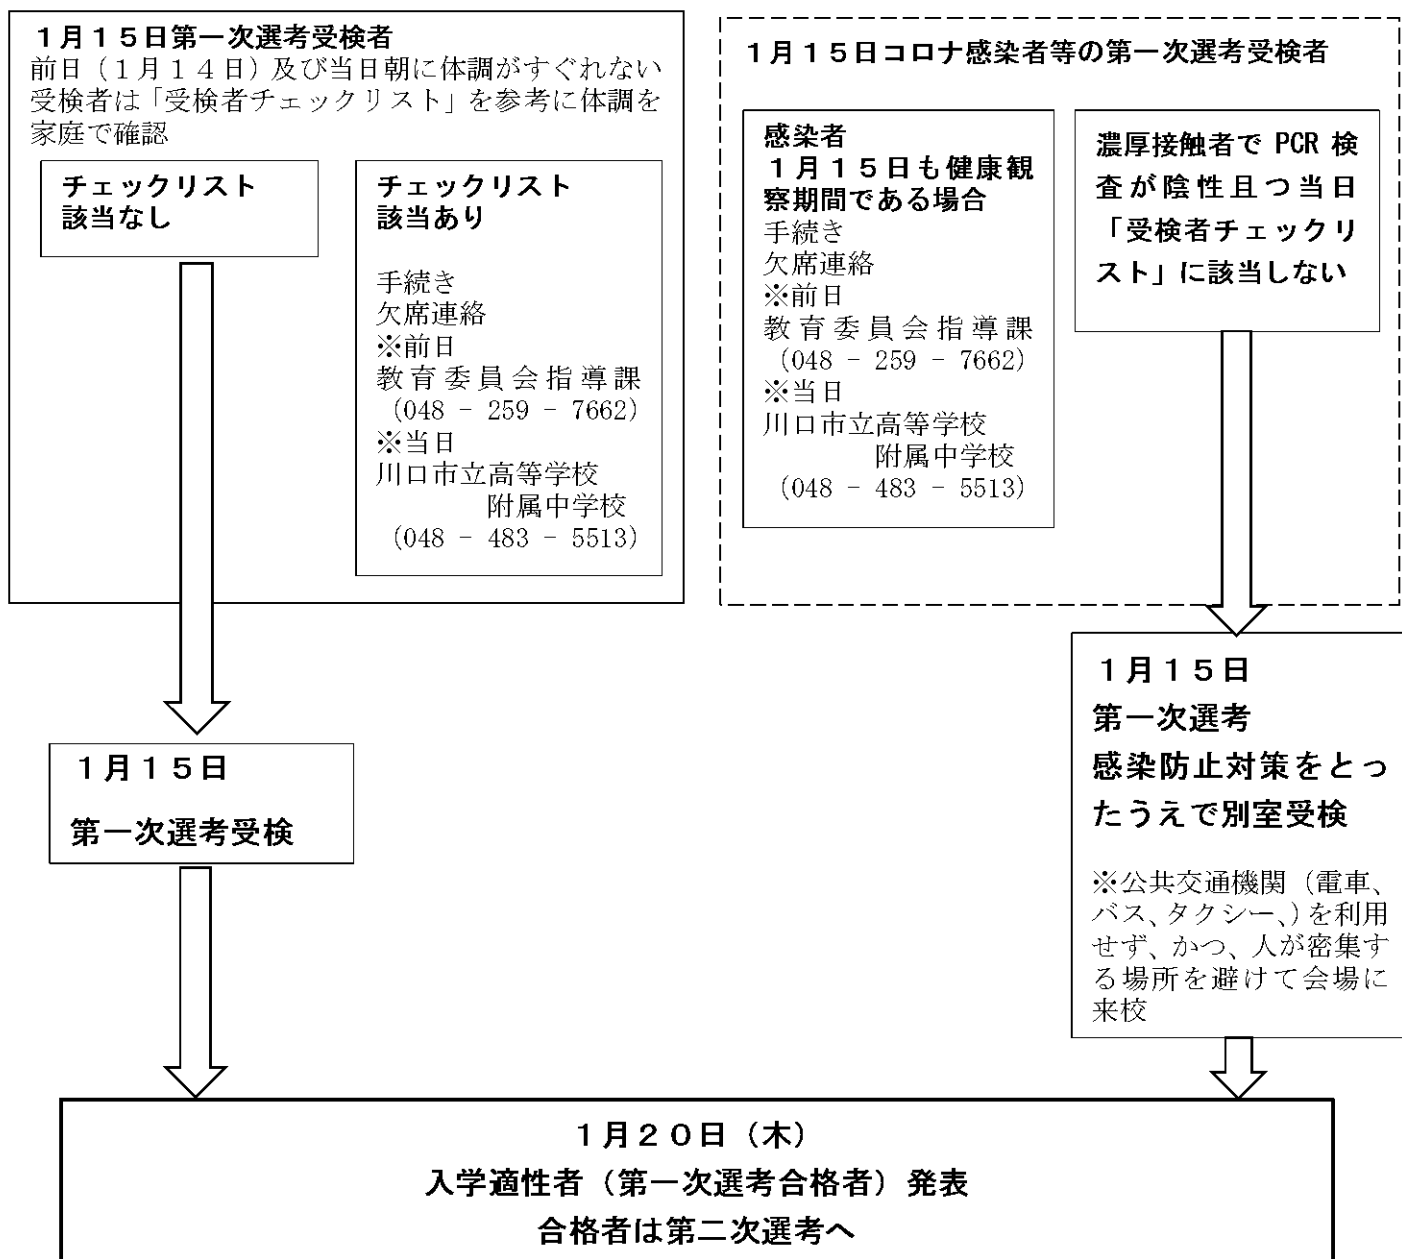 1月15日第一次選考受検者
前日(1月14日)及び当日朝に体調がすぐれない
受検者は「受検者チェックリスト」を参考に体調を
家庭で確認
チェックリスト
該当なし
チェックリスト
該当あり
手続き
欠席連絡
※前日
教育委員会指導課
(048 - 259 - 7662)
※当日
川口市立高等学校
附属中学校
(048 - 483 - 5513)
1月15日
第一次選考受検
1月15日コロナ感染者等の第一次選考受検者
感染者
1月15日も健康観
察期間である場合
手続き
欠席連絡
※前日
教育委員会指導課
(048 - 259 - 7662)
※当日
川口市立高等学校
附属中学校
(048 - 483 - 5513)
濃厚接触者で PCR 検
査が陰性且つ当日
「受検者チェックリ
スト」に該当しない
1月15日
第一次選考
感染防止対策をとっ
たうえで別室受検
※公共交通機関(電車、
バス、タクシー、)を利用
せず、かつ、人が密集す
る場所を避けて会場に
来校
1月20日(木)
入学適性者(第一次選考合格者)発表
合格者は第二次選考へ